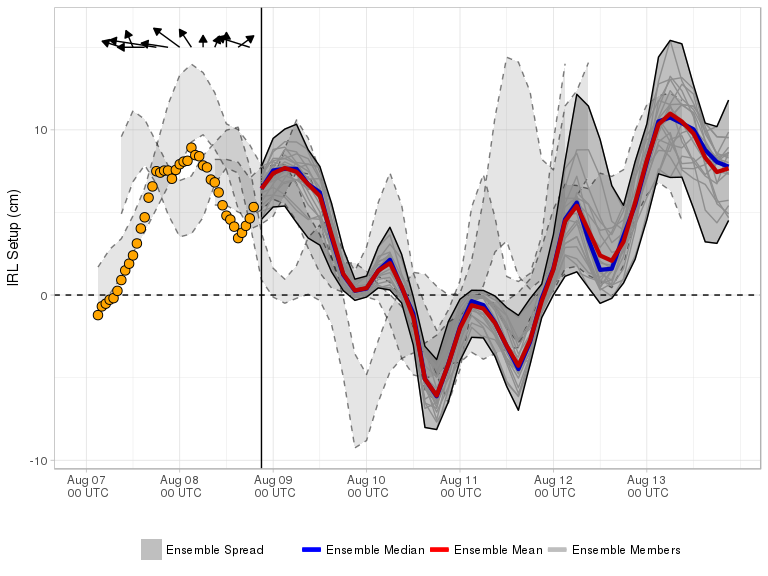 IRL Setup (cm)
10
0
-10
Aug 07 Aug 08 Aug 09 Aug 10 Aug 11 Aug 12 Aug 13
00 UTC 00 UTC 00 UTC 00 UTC 00 UTC 00 UTC 00 UTC
Ensemble Spread Ensemble Median Ensemble Mean Ensemble Members